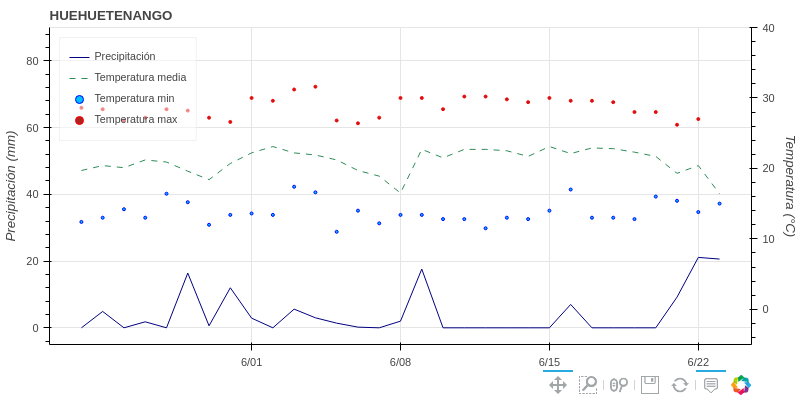 HUEHUETENANGO
Precipitación
Temperatura media
Temperatura min
Temperatura max
Precipitación (mm)
80
60
40
20
0
Temperatura (°C)
40
30
20
10
0
6/01
6/08
6/15
6/22